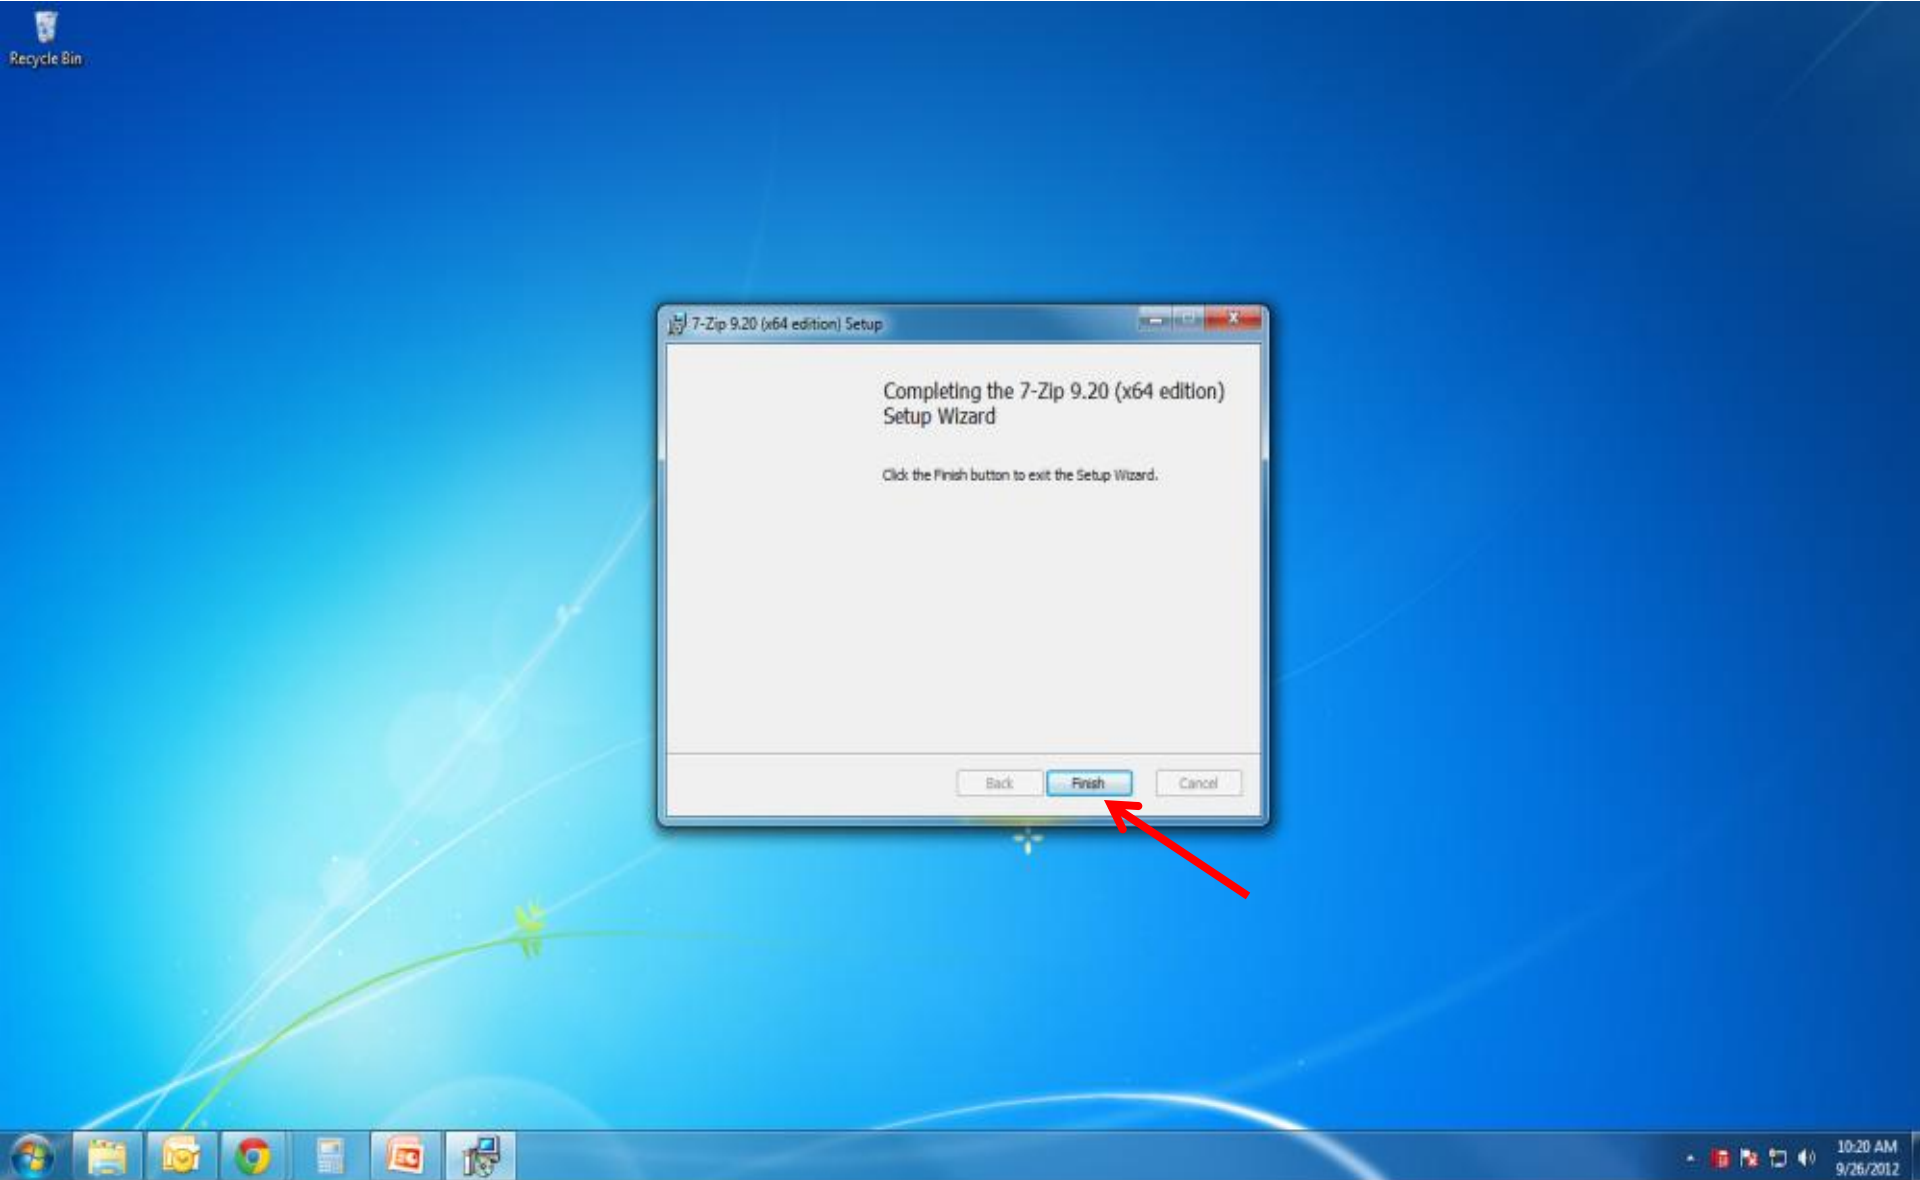 Recycle Bin
7-Zip 9.20 (x64 edition) Setup
Completing the 7-Zip 9.20 (x64 edition)
Setup Wizard
Click the Finish button to exit the Setup Wizard.
Back
Finish
Cancel
10:20 AM
9/26/2012